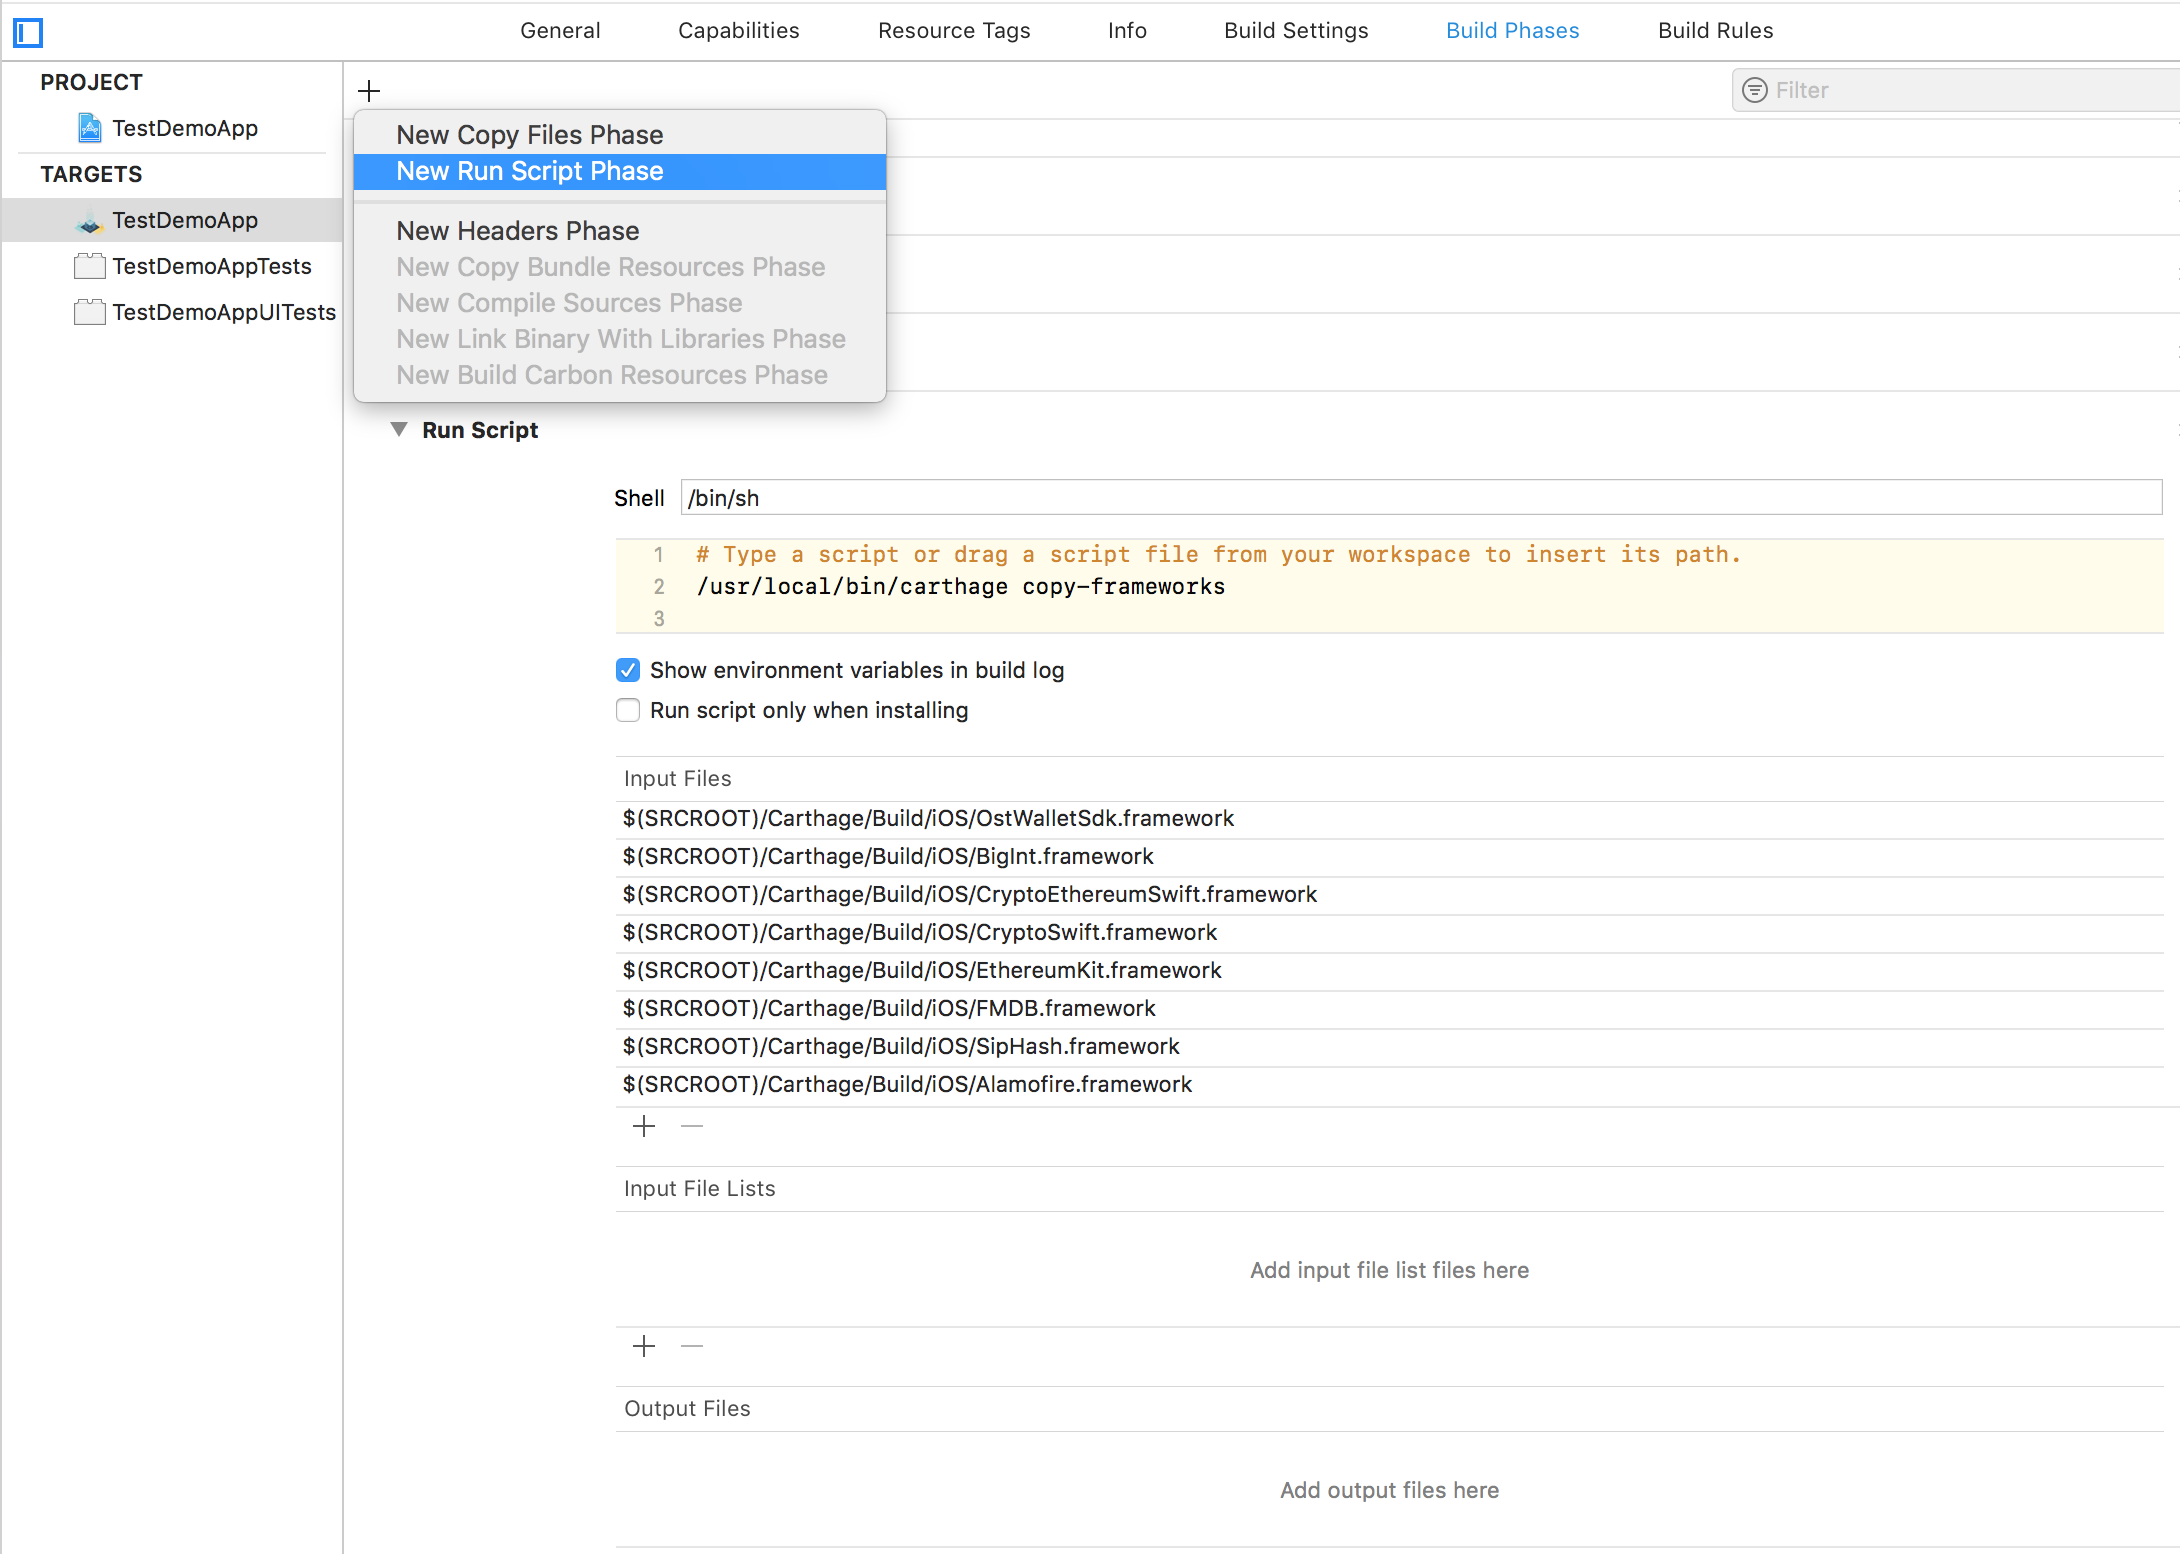 General Capabilities Resource Tags Info Build Settings Build Phases Build Rules
PROJECT
TestDemoApp
TARGETS
TestDemoApp
TestDemoAppTests
TestDemoAppUITests
Filter
New Copy Files Phase
New Run Script Phase
New Headers Phase
New Copy Bundle Resources Phase
New Compile Sources Phase
New Link Binary With Libraries Phase
New Build Carbon Resources Phase
Run Script
Shell /bin/sh
1 # Type a script or drag a script file from your workspace to insert its path.
2 /usr/local/bin/carthage copy-frameworks
3
Show environment variables in build log
Run script only when installing
Input Files
$(SRCROOT)/Carthage/Build/iOS/OstWalletSdk.framework
$(SRCROOT)/Carthage/Build/iOS/BigInt.framework
$(SRCROOT)/Carthage/Build/iOS/CryptoEthereumSwift.framework
$(SRCROOT)/Carthage/Build/iOS/CryptoSwift.framework
$(SRCROOT)/Carthage/Build/iOS/EthereumKit.framework
$(SRCROOT)/Carthage/Build/iOS/FMDB.framework
$(SRCROOT)/Carthage/Build/iOS/SipHash.framework
$(SRCROOT)/Carthage/Build/iOS/Alamofire.framework
Input File Lists
Add input file list files here
Output Files
Add output files here